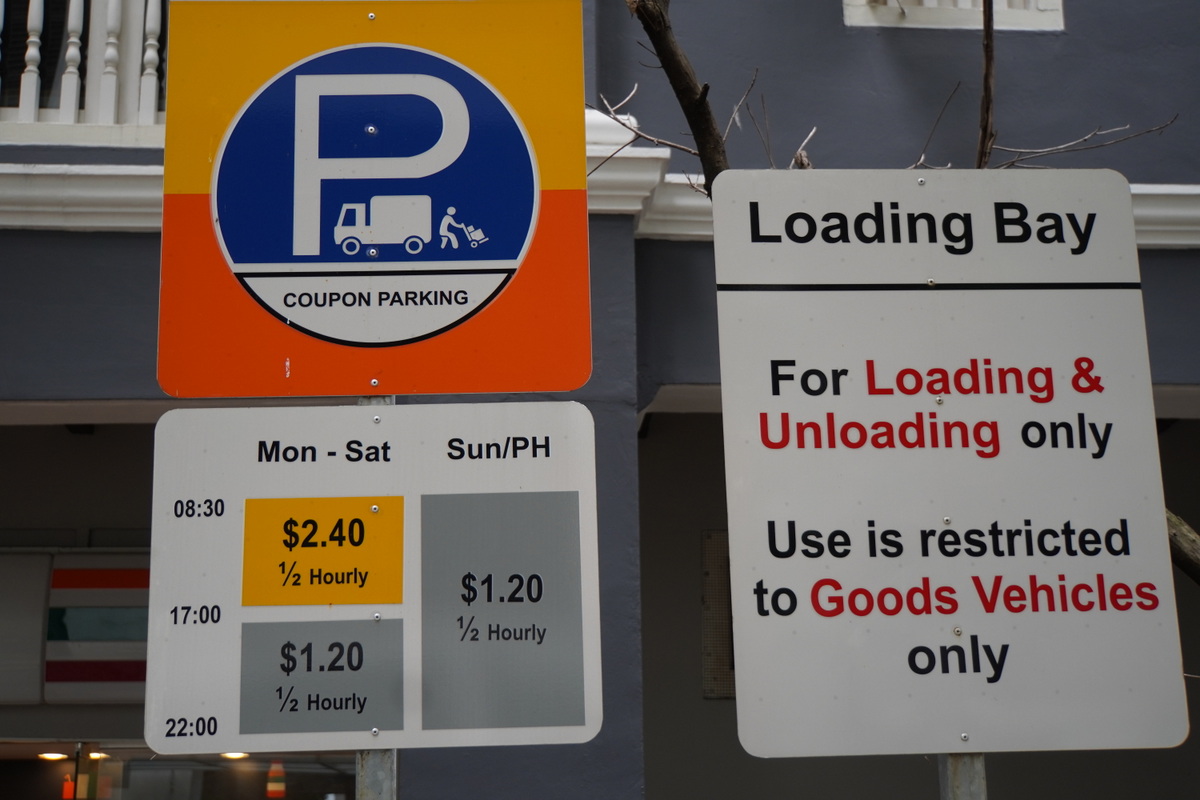 P
COUPON PARKING
Mon - Sat Sun/PH
08:30
$2.40
½ Hourly
17:00
$1.20
½ Hourly
22:00
$1.20
½ Hourly
Loading Bay
For Loading &
Unloading only
Use is restricted
to Goods Vehicles
only